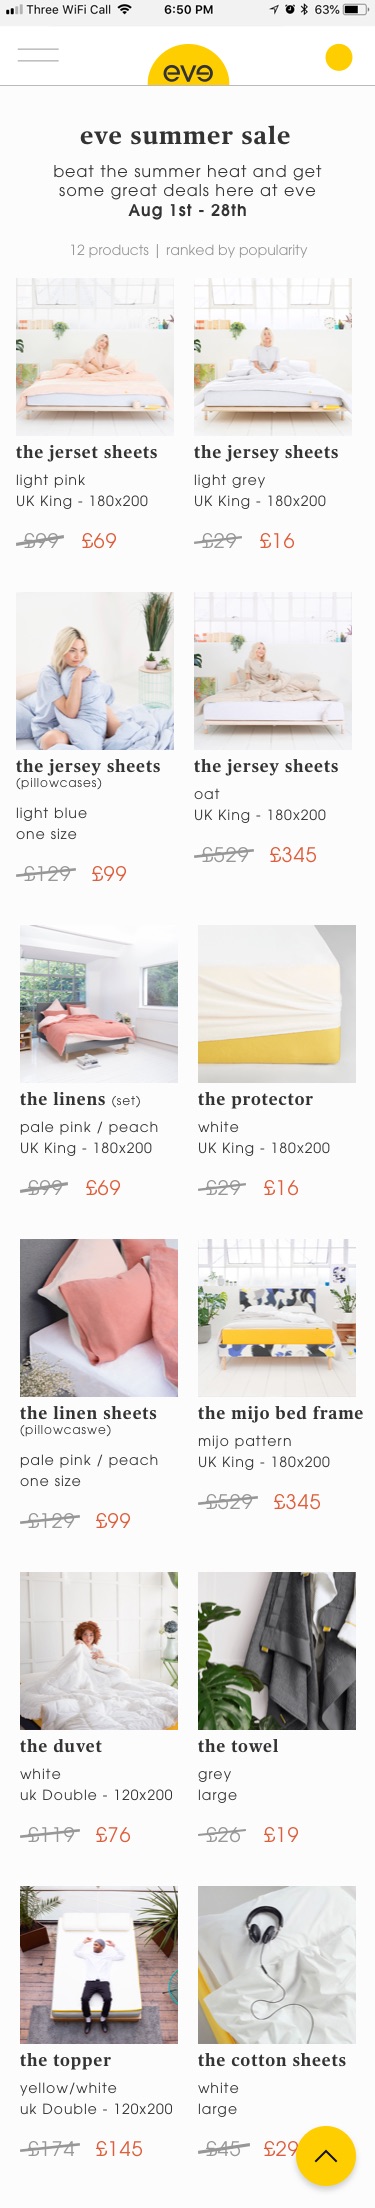 Three WiFi Call 6:50 PM 63%
eve
eve summer sale
beat the summer heat and get
some great deals here at eve
Aug 1st - 28th
12 products | ranked by popularity
the jerset sheets
light pink
UK King - 180x200
£99 £69
the jersey sheets
light grey
UK King - 180x200
£29 £16
the jersey sheets
(pillowcases)
light blue
one size
£129 £99
the jersey sheets
oat
UK King - 180x200
£529 £345
the linens (set)
pale pink / peach
UK King - 180x200
£99 £69
the protector
white
UK King - 180x200
£29 £16
the linen sheets
(pillowcaswe)
pale pink / peach
one size
£129 £99
the mijo bed frame
mijo pattern
UK King - 180x200
£529 £345
the duvet
white
uk Double - 120x200
£119 £76
the towel
grey
large
£26 £19
the topper
yellow/white
uk Double - 120x200
£174 £145
the cotton sheets
white
large
£45 £29